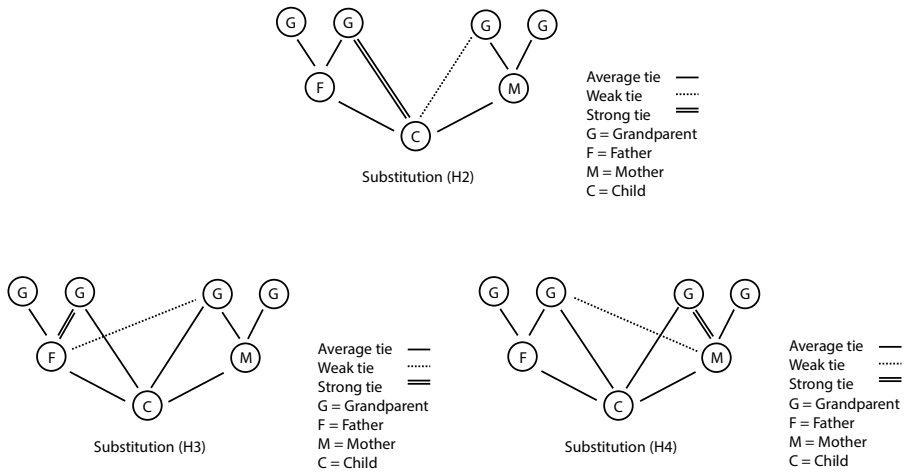 G G G G
F M
C
Substitution (H2)
Average tie
Weak tie
Strong tie
G = Grandparent
F = Father
M = Mother
C = Child
G G G G
F M
C
Substitution (H3)
Average tie
Weak tie
Strong tie
G = Grandparent
F = Father
M = Mother
C = Child
G G G G
F M
C
Substitution (H4)
Average tie
Weak tie
Strong tie
G = Grandparent
F = Father
M = Mother
C = Child